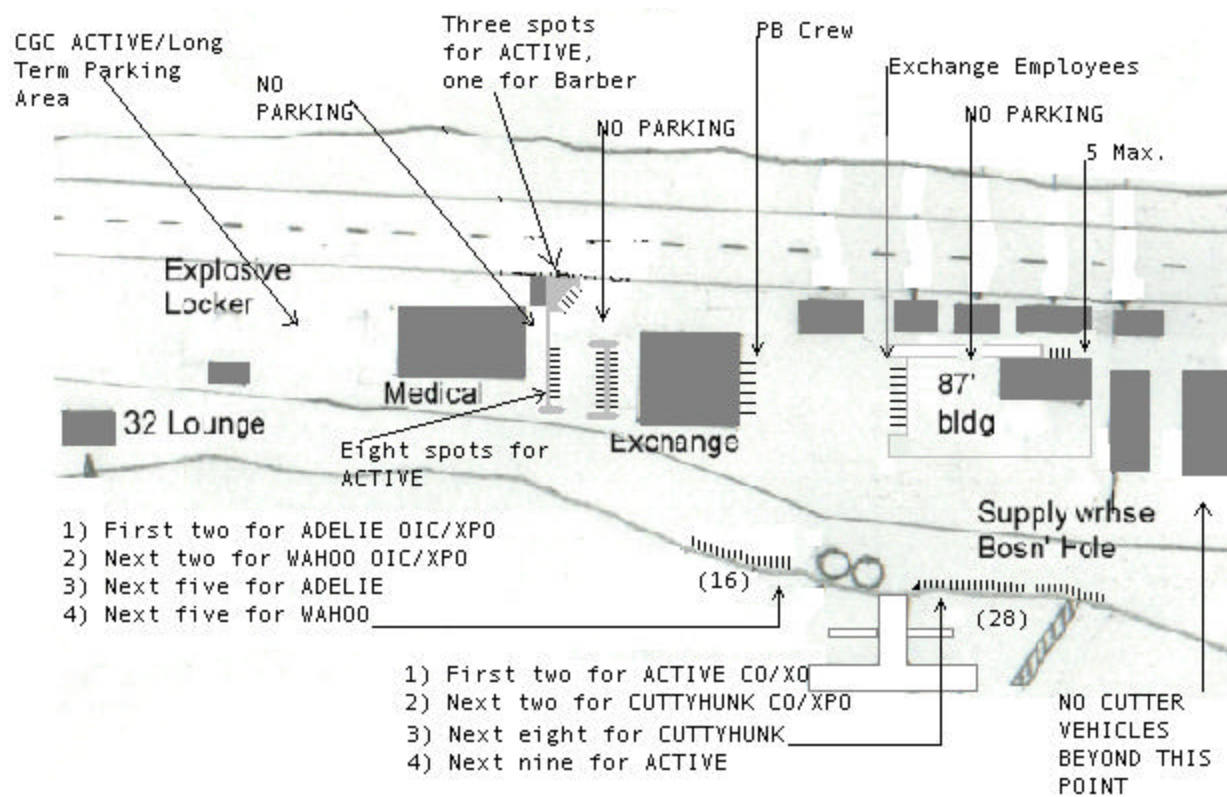 CGC ACTIVE/Long
Term Parking
Area
NO
PARKING
Three spots
for ACTIVE,
one for Barber
NO PARKING
PB Crew
Exchange Employees
NO PARKING
5 Max.
Explosive
Locker
Medical
32 Lounge
Exchange
87'
bldg
Eight spots for
ACTIVE
Supply wrhse
Bosn' Hole
1) First two for ADELIE OIC/XPO
2) Next two for WAHOO OIC/XPO
3) Next five for ADELIE
4) Next five for WAHOO
(16)
(28)
1) First two for ACTIVE CO/XO
2) Next two for CUTTYHUNK CO/XPO
3) Next eight for CUTTYHUNK
4) Next nine for ACTIVE
NO CUTTER
VEHICLES
BEYOND THIS
POINT